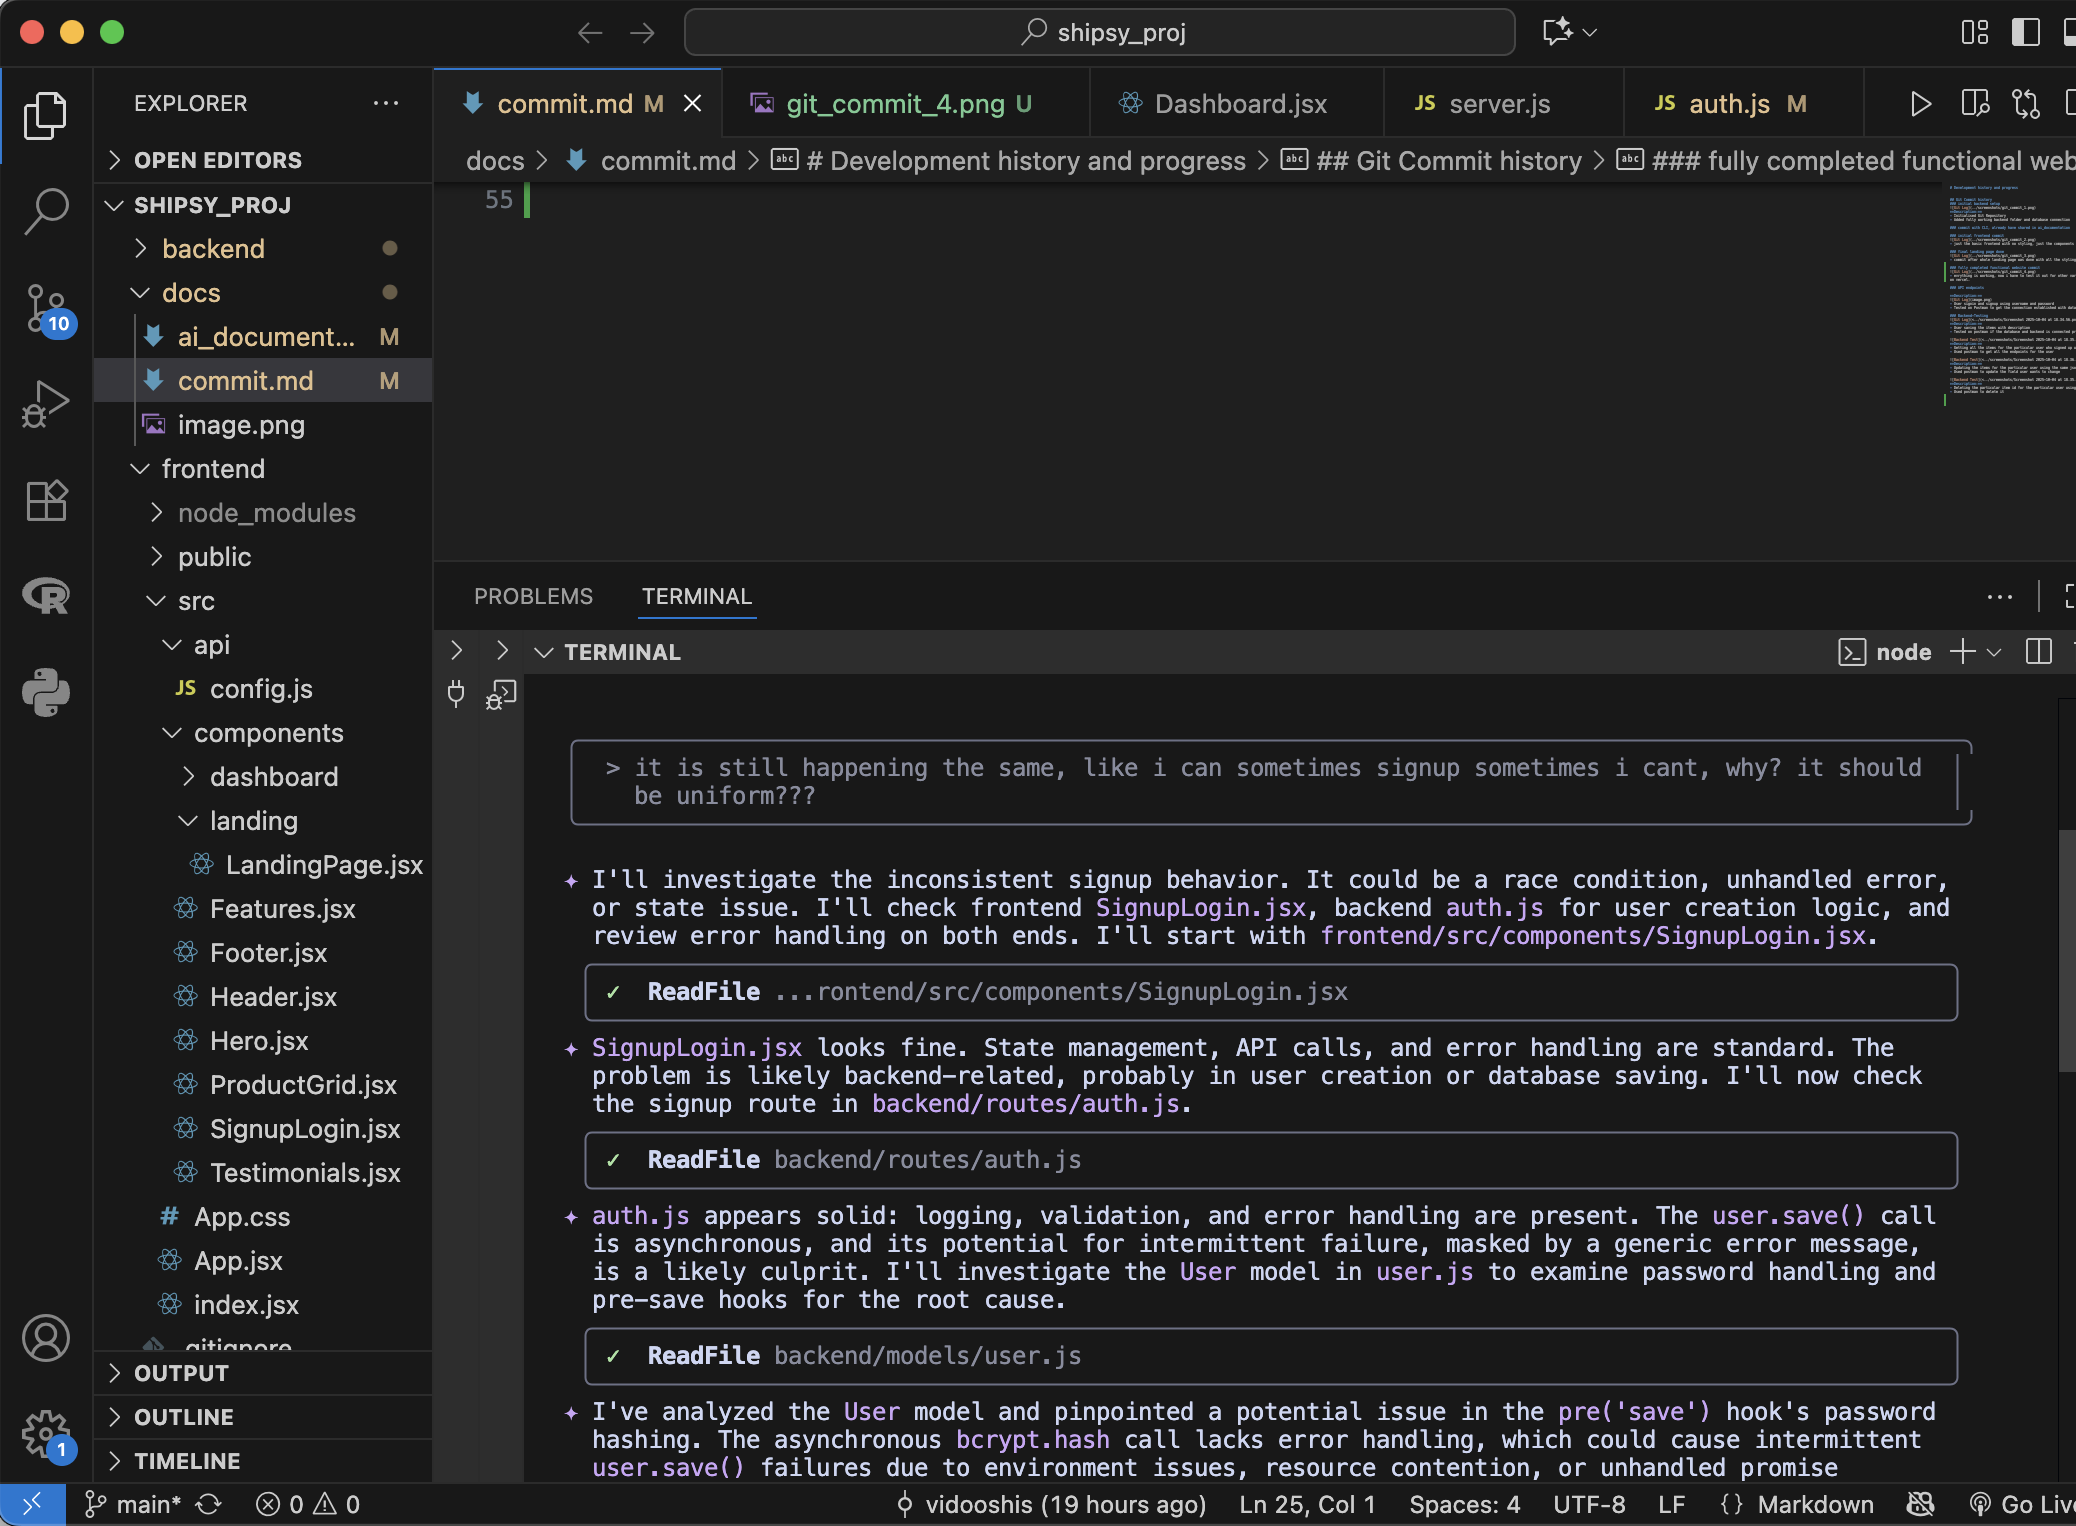 shipsy_proj
EXPLORER
OPEN EDITORS
SHIPSY_PROJ
backend
docs
ai_document... M
commit.md M
image.png
frontend
node_modules
public
src
api
JS config.js
components
dashboard
landing
LandingPage.jsx
Features.jsx
Footer.jsx
Header.jsx
Hero.jsx
ProductGrid.jsx
SignupLogin.jsx
Testimonials.jsx
# App.css
App.jsx
index.jsx
.gitignore
OUTPUT
OUTLINE
TIMELINE
10
1
commit.md M
git_commit_4.png U
Dashboard.jsx
JS server.js
JS auth.js M
docs > commit.md > abc # Development history and progress > abc ## Git Commit history > abc ### fully completed functional web
55
PROBLEMS
TERMINAL
TERMINAL
node
> it is still happening the same, like i can sometimes signup sometimes i cant, why? it should
be uniform???
✦ I'll investigate the inconsistent signup behavior. It could be a race condition, unhandled error,
or state issue. I'll check frontend SignupLogin.jsx, backend auth.js for user creation logic, and
review error handling on both ends. I'll start with frontend/src/components/SignupLogin.jsx.
✓ ReadFile ...rontend/src/components/SignupLogin.jsx
✦ SignupLogin.jsx looks fine. State management, API calls, and error handling are standard. The
problem is likely backend-related, probably in user creation or database saving. I'll now check
the signup route in backend/routes/auth.js.
✓ ReadFile backend/routes/auth.js
✦ auth.js appears solid: logging, validation, and error handling are present. The user.save() call
is asynchronous, and its potential for intermittent failure, masked by a generic error message,
is a likely culprit. I'll investigate the User model in user.js to examine password handling and
pre-save hooks for the root cause.
✓ ReadFile backend/models/user.js
✦ I've analyzed the User model and pinpointed a potential issue in the pre('save') hook's password
hashing. The asynchronous bcrypt.hash call lacks error handling, which could cause intermittent
user.save() failures due to environment issues, resource contention, or unhandled promise
main* 0 0 vidooshis (19 hours ago) Ln 25, Col 1 Spaces: 4 UTF-8 LF {} Markdown Go Live